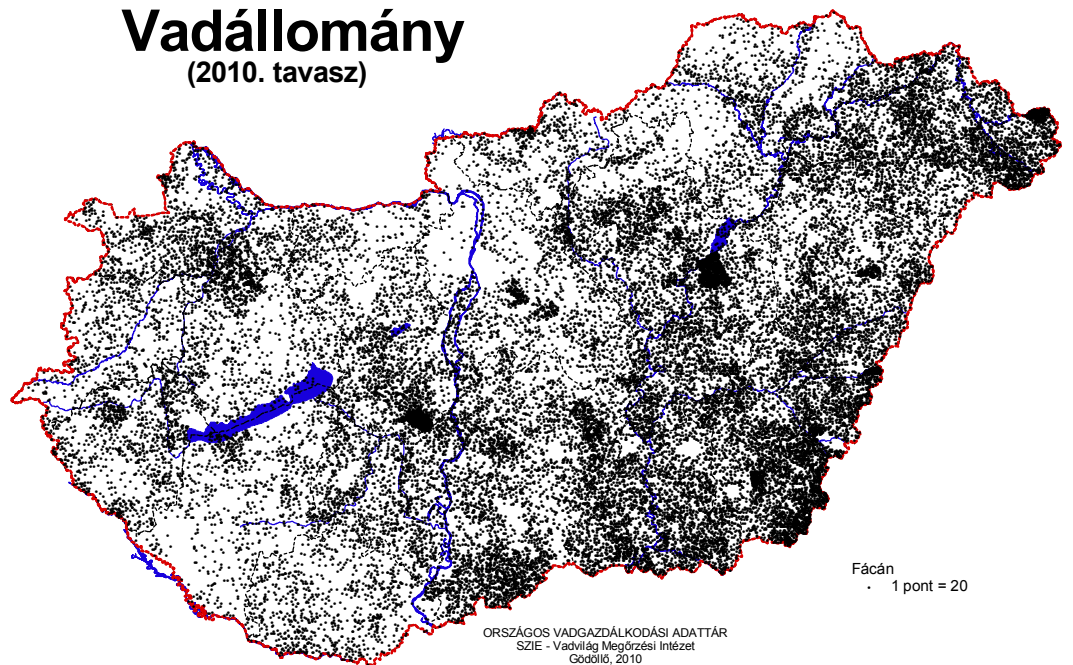 Vadállomány
(2010. tavasz)
Fácán
1 pont = 20
ORSZÁGOS VADGAZDÁLKODÁSI ADATTÁR
SZIE - Vadvilág Megőrzési Intézet
Gödöllő, 2010